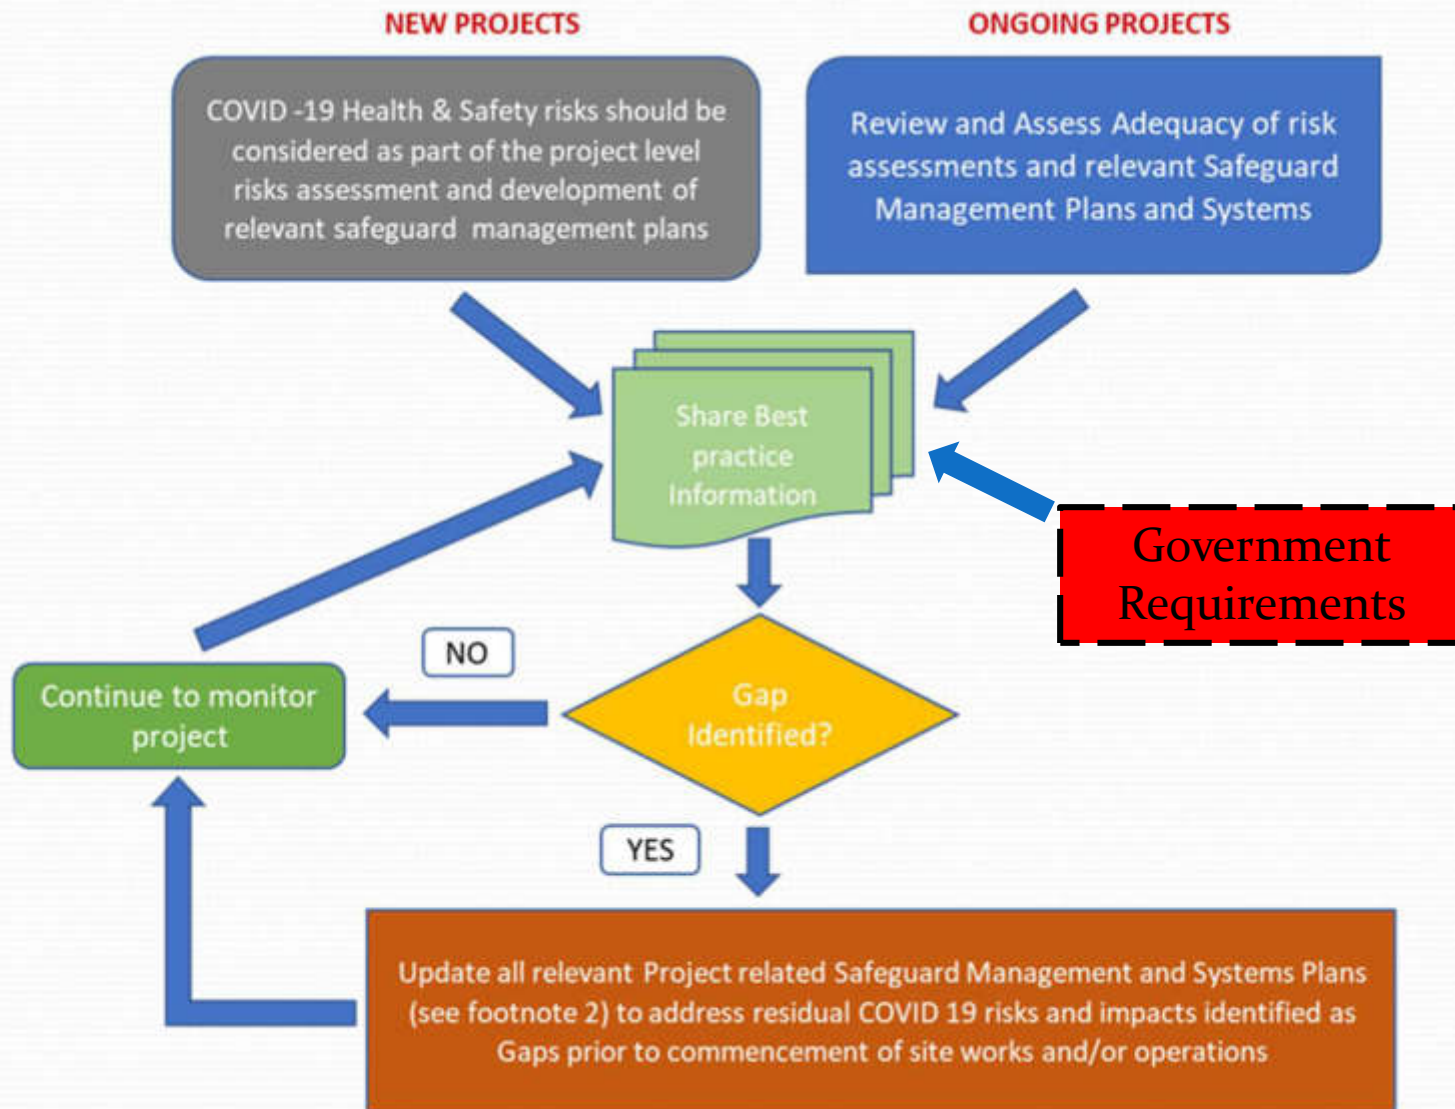 NEW PROJECTS
ONGOING PROJECTS
COVID -19 Health & Safety risks should be
considered as part of the project level
risks assessment and development of
relevant safeguard management plans
Review and Assess Adequacy of risk
assessments and relevant Safeguard
Management Plans and Systems
Share Best
practice
Information
Government
Requirements
NO
Continue to monitor
project
Gap
Identified?
YES
Update all relevant Project related Safeguard Management and Systems Plans
(see footnote 2) to address residual COVID 19 risks and impacts identified as
Gaps prior to commencement of site works and/or operations